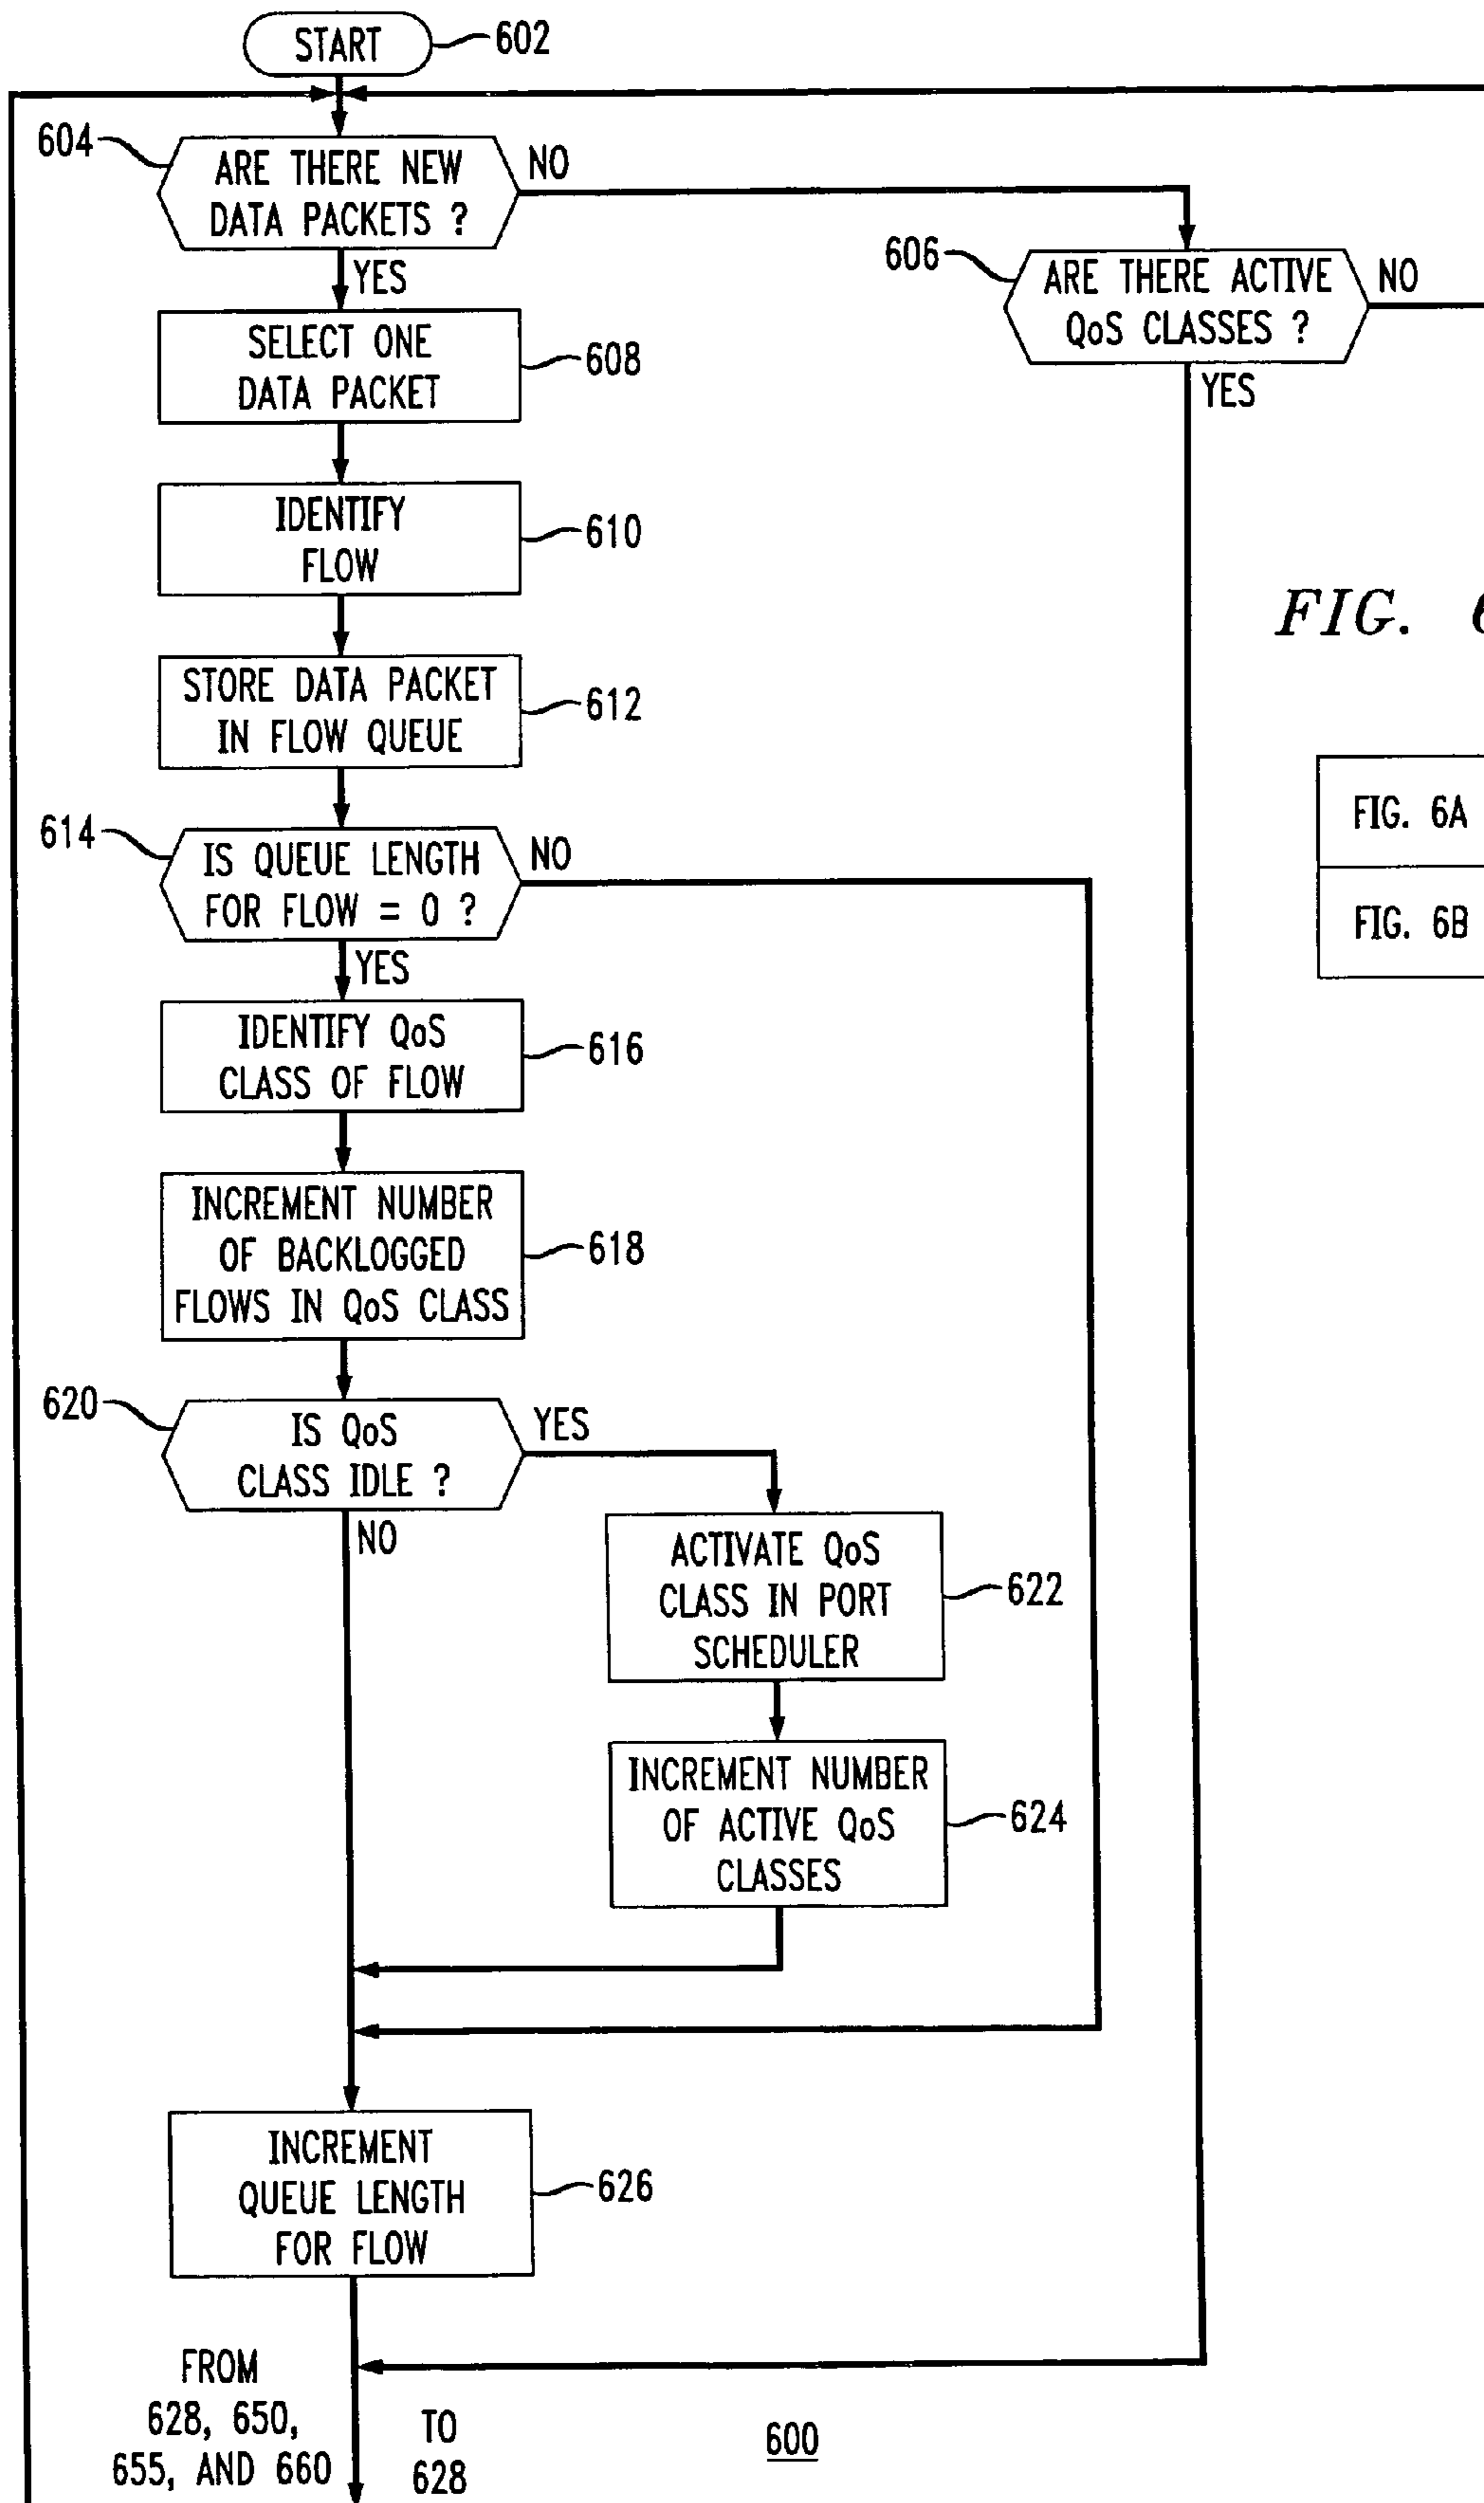 START
602
604
ARE THERE NEW
DATA PACKETS ?
NO
YES
606
ARE THERE ACTIVE
QoS CLASSES ?
NO
YES
SELECT ONE
DATA PACKET
608
IDENTIFY
FLOW
610
FIG. 6
STORE DATA PACKET
IN FLOW QUEUE
612
FIG. 6A
FIG. 6B
614
IS QUEUE LENGTH
FOR FLOW = 0 ?
NO
YES
IDENTIFY QoS
CLASS OF FLOW
616
INCREMENT NUMBER
OF BACKLOGGED
FLOWS IN QoS CLASS
618
620
IS QoS
CLASS IDLE ?
YES
NO
ACTIVATE QoS
CLASS IN PORT
SCHEDULER
622
INCREMENT NUMBER
OF ACTIVE QoS
CLASSES
624
INCREMENT
QUEUE LENGTH
FOR FLOW
626
FROM
628, 650,
655, AND 660
TO
628
600